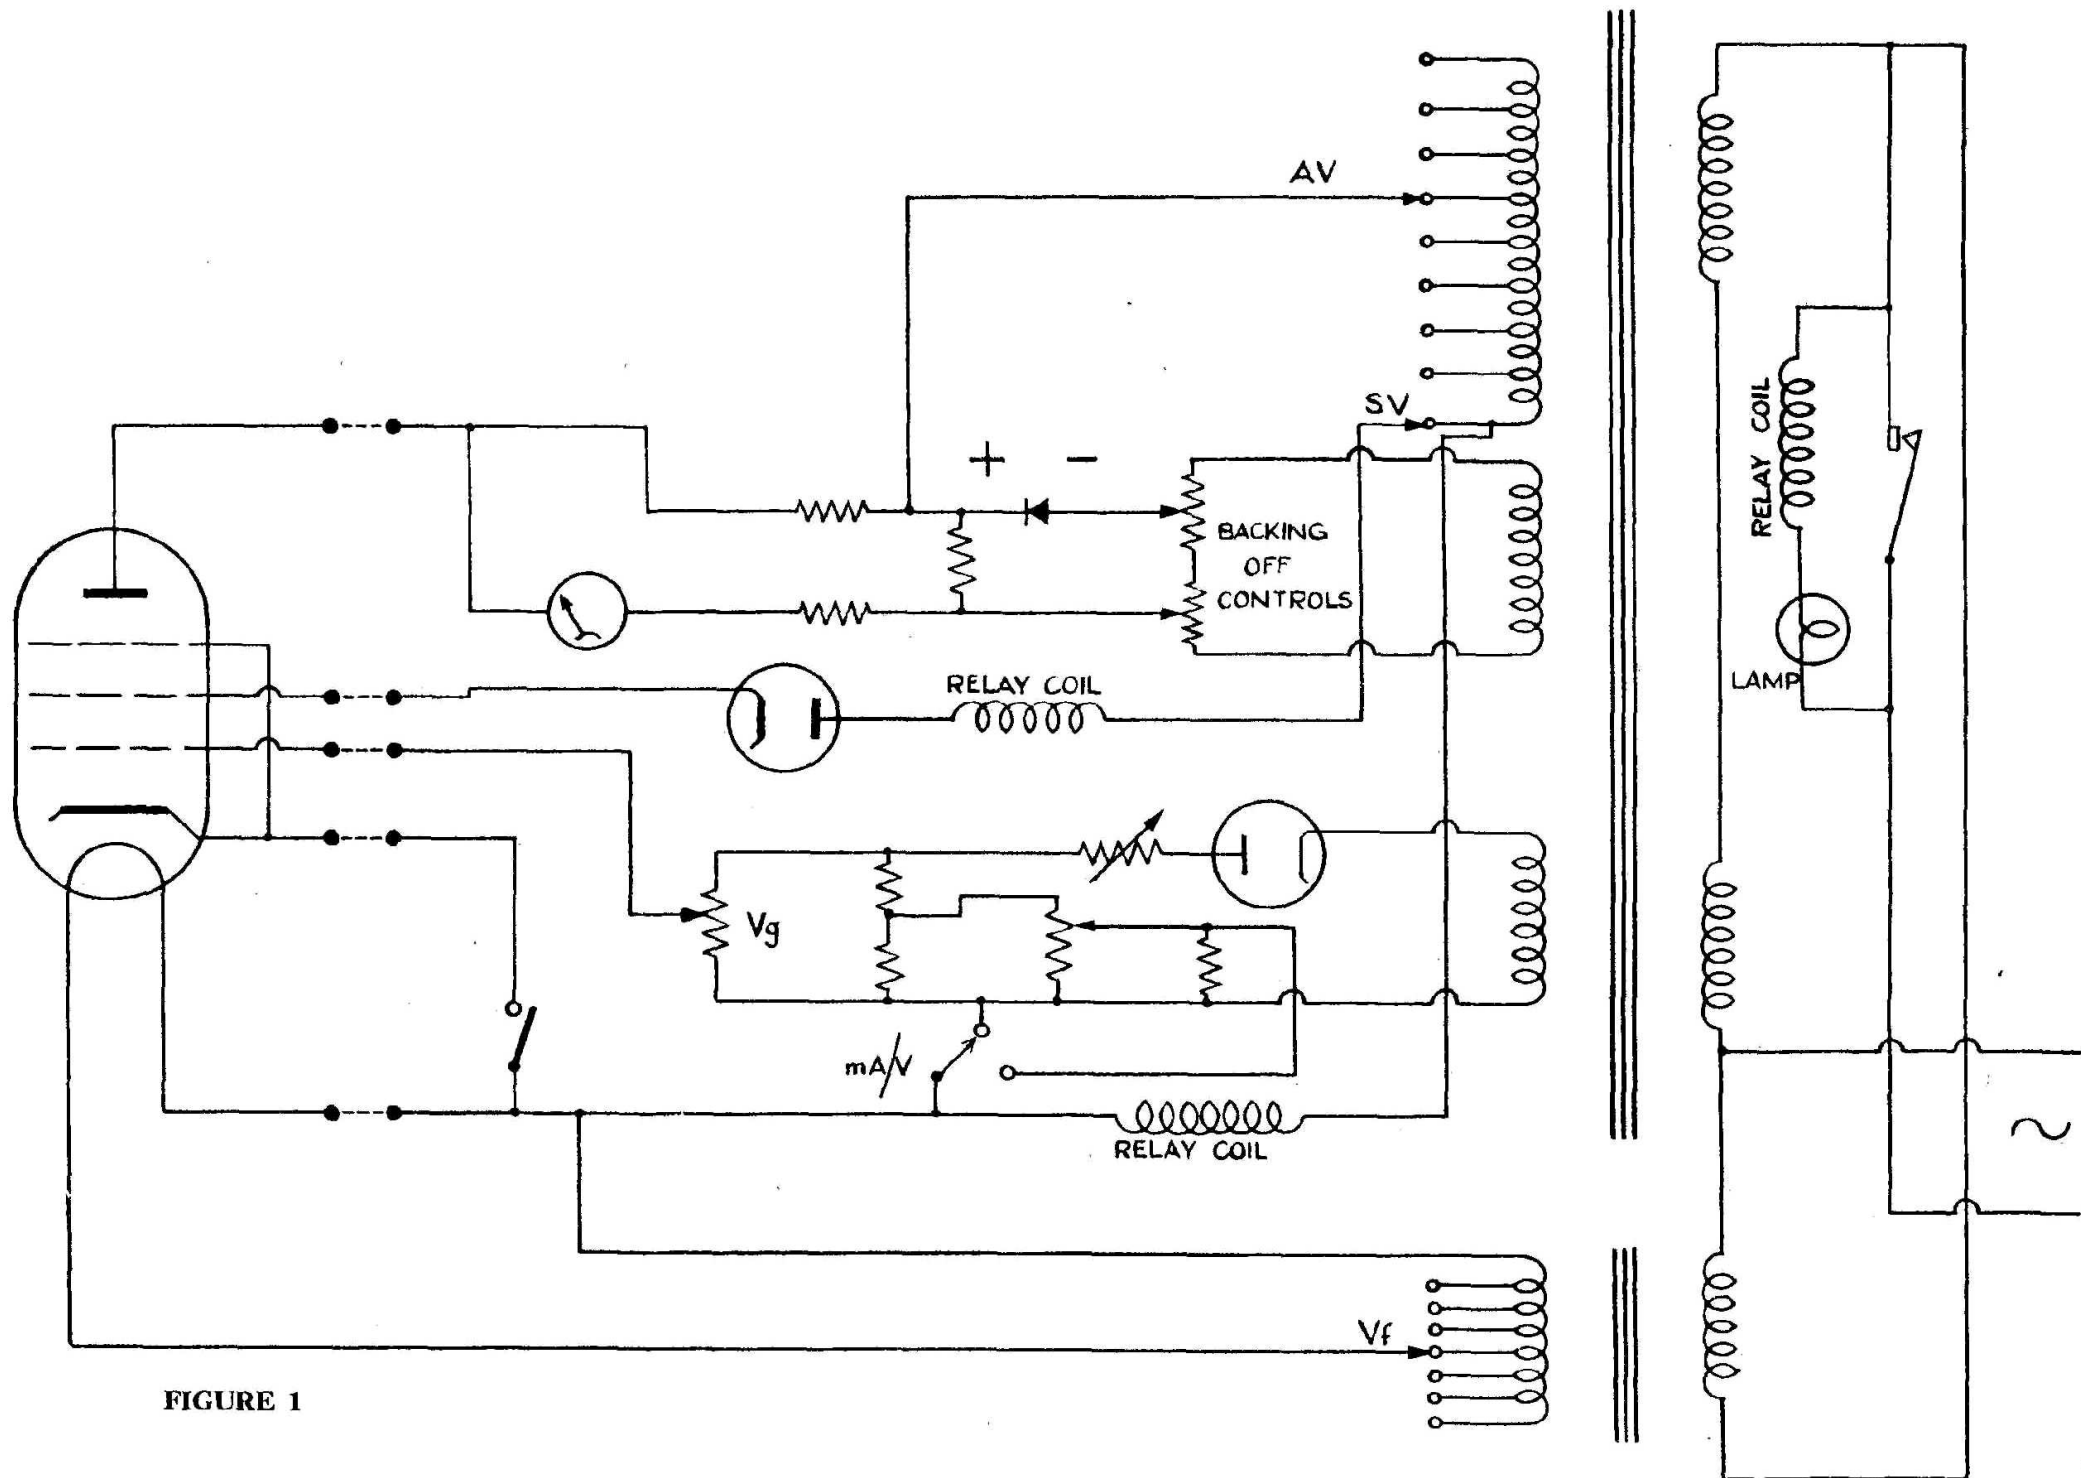 AV
SV
+ −
BACKING
OFF
CONTROLS
RELAY COIL
RELAY COIL
LAMP
Vg
mA/V
RELAY COIL
~
Vf
FIGURE 1